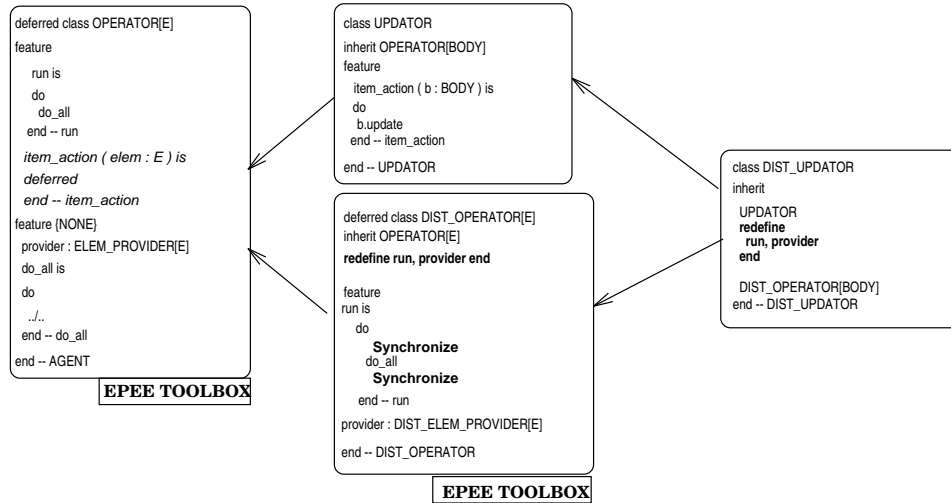 deferred class OPERATOR[E]
feature
run is
do
do_all
end -- run
item_action ( elem : E ) is
deferred
end -- item_action
feature {NONE}
provider : ELEM_PROVIDER[E]
do_all is
do
../..
end -- do_all
end -- AGENT
EPEE TOOLBOX
class UPDATOR
inherit OPERATOR[BODY]
feature
item_action ( b : BODY ) is
do
b.update
end -- item_action
end -- UPDATOR
deferred class DIST_OPERATOR[E]
inherit OPERATOR[E]
redefine run, provider end
feature
run is
do
Synchronize
do_all
Synchronize
end -- run
provider : DIST_ELEM_PROVIDER[E]
end -- DIST_OPERATOR
EPEE TOOLBOX
class DIST_UPDATOR
inherit
UPDATOR
redefine
run, provider
end
DIST_OPERATOR[BODY]
end -- DIST_UPDATOR